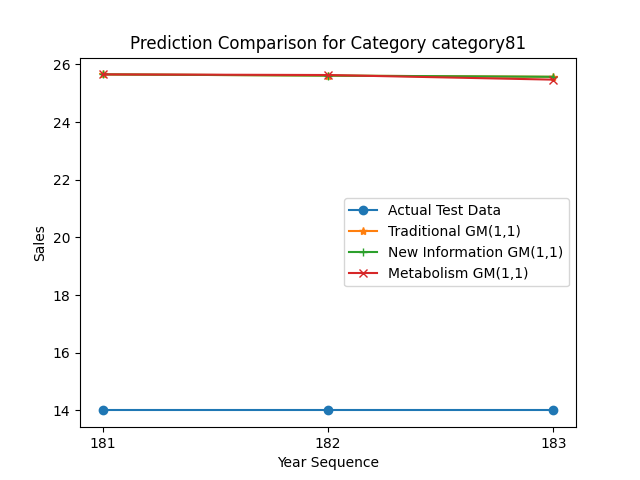 Prediction Comparison for Category category81
26
24
22
20
18
16
14
Sales
Actual Test Data
Traditional GM(1,1)
New Information GM(1,1)
Metabolism GM(1,1)
181
182
183
Year Sequence